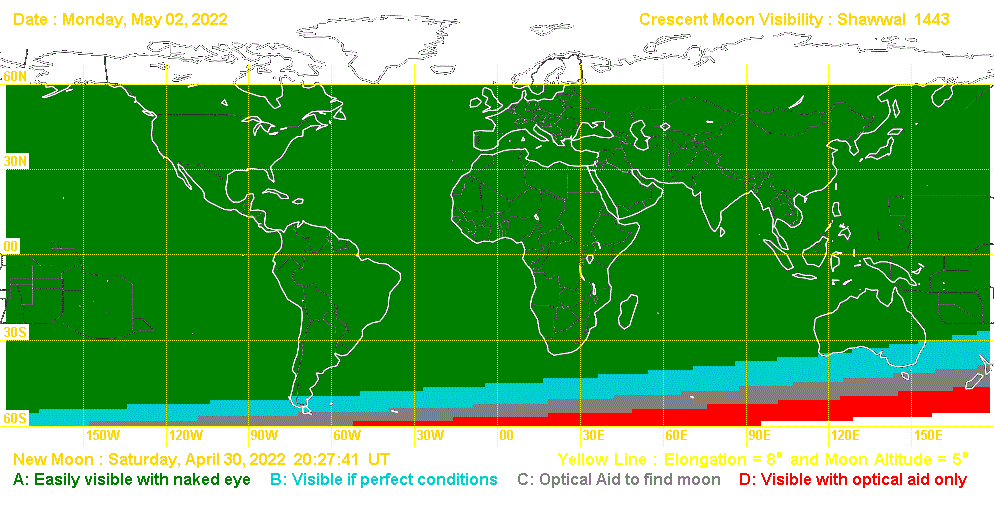 Date : Monday, May 02, 2022 Crescent Moon Visibility : Shawwal 1443
60N
30N
00
30S
60S
150W 120W 90W 60W 30W 00 30E 60E 90E 120E 150E
New Moon : Saturday, April 30, 2022 20:27:41 UT Yellow Line : Elongation = 8° and Moon Altitude = 5°
A: Easily visible with naked eye B: Visible if perfect conditions C: Optical Aid to find moon D: Visible with optical aid only